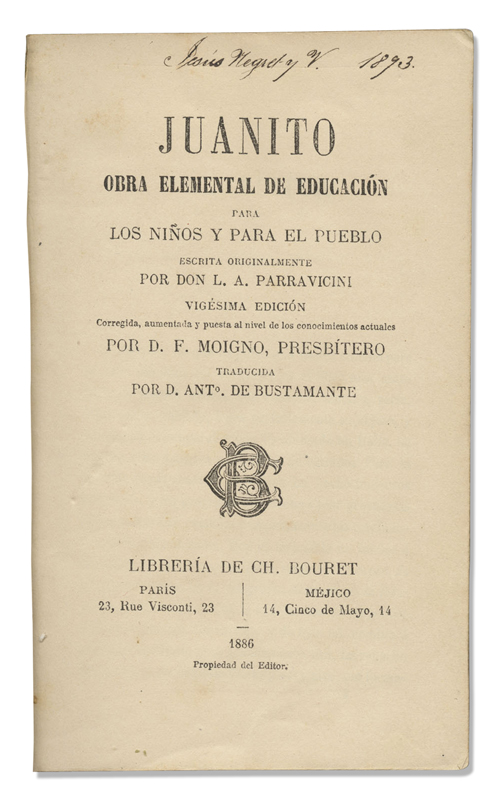 Jesús Negret y V. 1893.
JUANITO
OBRA ELEMENTAL DE EDUCACIÓN
PARA
LOS NIÑOS Y PARA EL PUEBLO
ESCRITA ORIGINALMENTE
POR DON L. A. PARRAVICINI
VIGÉSIMA EDICIÓN
Corregida, aumentada y puesta al nivel de los conocimientos actuales
POR D. F. MOIGNO, PRESBÍTERO
TRADUCIDA
POR D. ANTº. DE BUSTAMANTE
LIBRERÍA DE CH. BOURET
PARÍS
23, Rue Visconti, 23
MÉJICO
14, Cinco de Mayo, 14
1886
Propiedad del Editor.